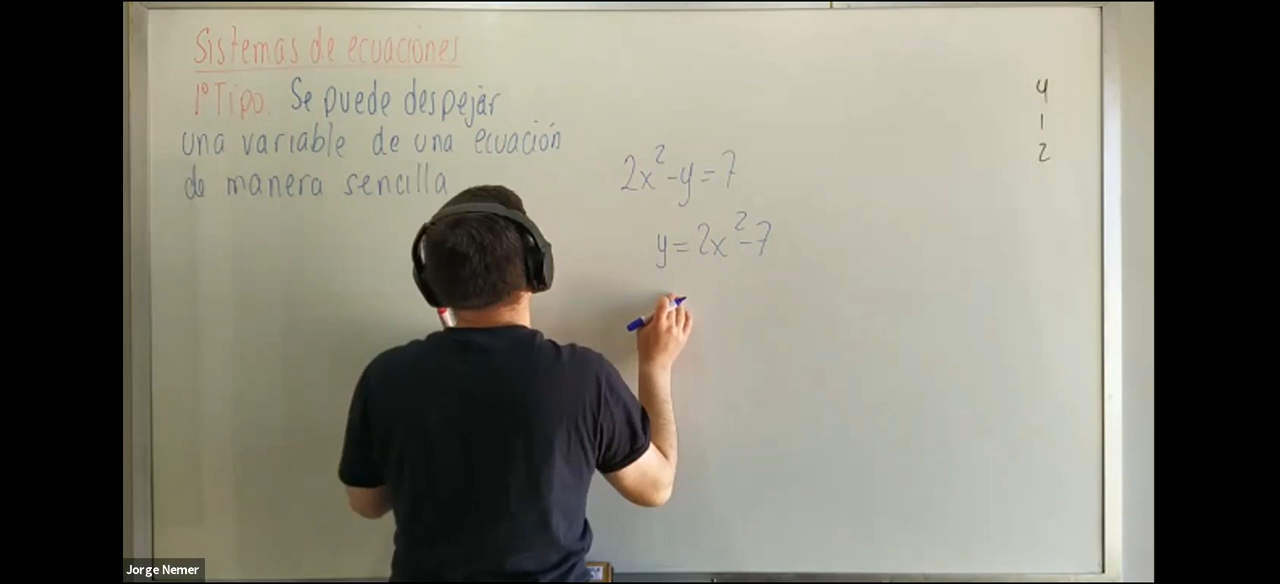 Sistemas de ecuaciones
1° Tipo. Se puede despejar
una variable de una ecuación
de manera sencilla
2x² - y = 7
y = 2x² - 7
4
1
2
Jorge Nemer